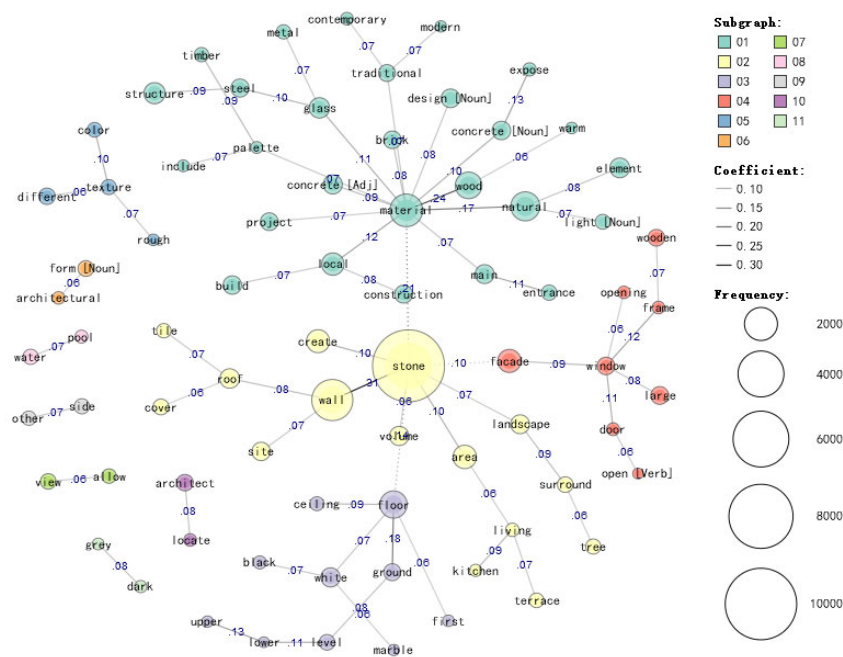 contemporary
modern
metal
timber
.07
.07
traditional
Subgraph:
01
07
02
08
03
09
04
10
05
11
06
expose
structure
.09
steel
.09
.10
.07
glass
design [Noun]
.13
color
brick
.07
concrete [Noun]
warm
palette
.11
.08
.08
.10
.06
element
.10
include
.07
.07
concrete [Adj]
.09
wood
.24
.08
Coefficient:
0.10
0.15
0.20
0.25
0.30
different
.06
texture
.07
project
.07
material
.17
natural
.07
light [Noun]
rough
.12
.07
wooden
form [Noun]
local
main
.07
.06
build
.07
.08
.11
entrance
opening
architectural
.21
construction
frame
Frequency:
2000
4000
6000
8000
10000
tile
.06
.12
pool
create
.07
water
.07
.10
stone
.10
facade
.09
window
roof
.08
.31
.08
large
side
.06
wall
.06
.07
.11
other
.07
cover
.10
landscape
.07
volume
.14
door
site
area
.09
.06
open [Verb]
view
.06
allow
architect
surround
.06
ceiling
.09
floor
.06
.08
living
tree
locate
.07
.18
.06
.09
.07
grey
black
.07
kitchen
.08
white
ground
terrace
dark
.08
.06
upper
first
.13
lower
.11
level
marble